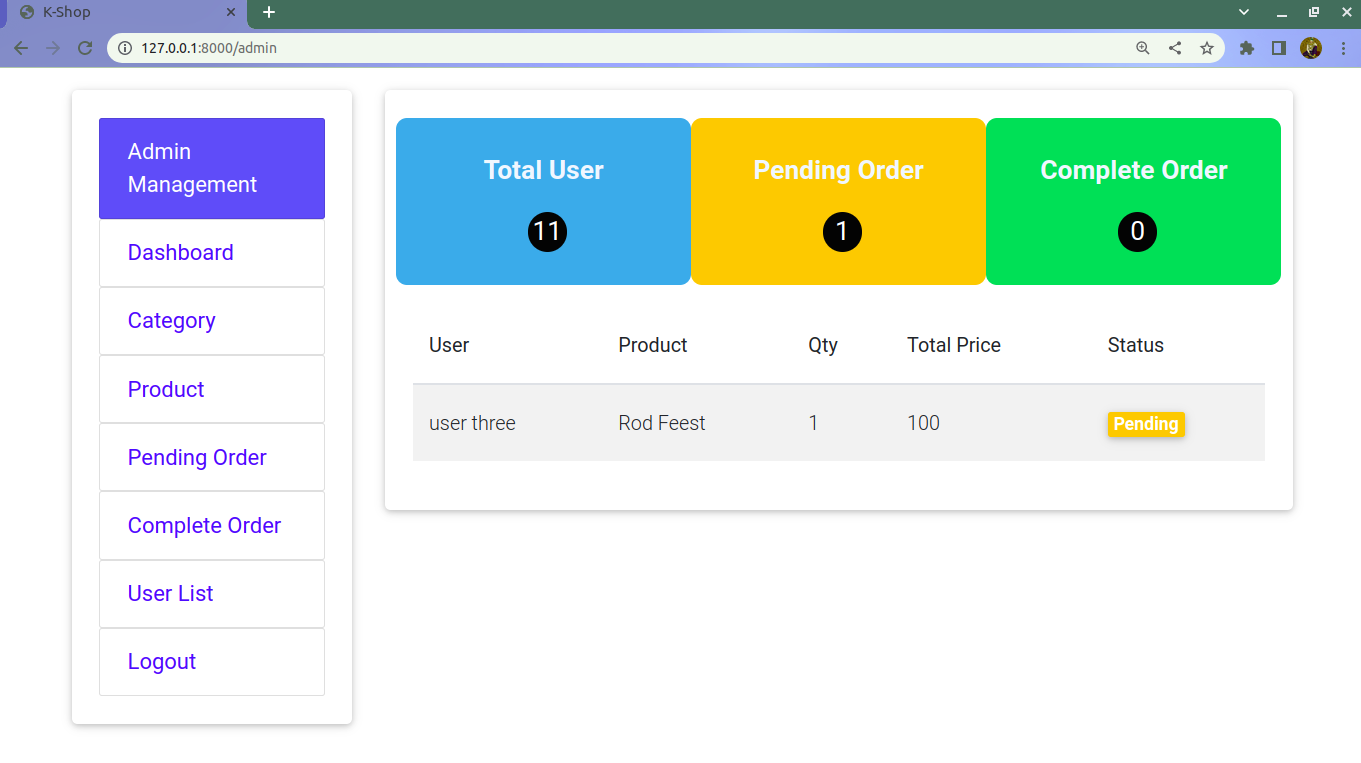 K-Shop
127.0.0.1:8000/admin
Admin
Management
Dashboard
Category
Product
Pending Order
Complete Order
User List
Logout
Total User
11
Pending Order
1
Complete Order
0
User Product Qty Total Price Status
user three Rod Feest 1 100 Pending